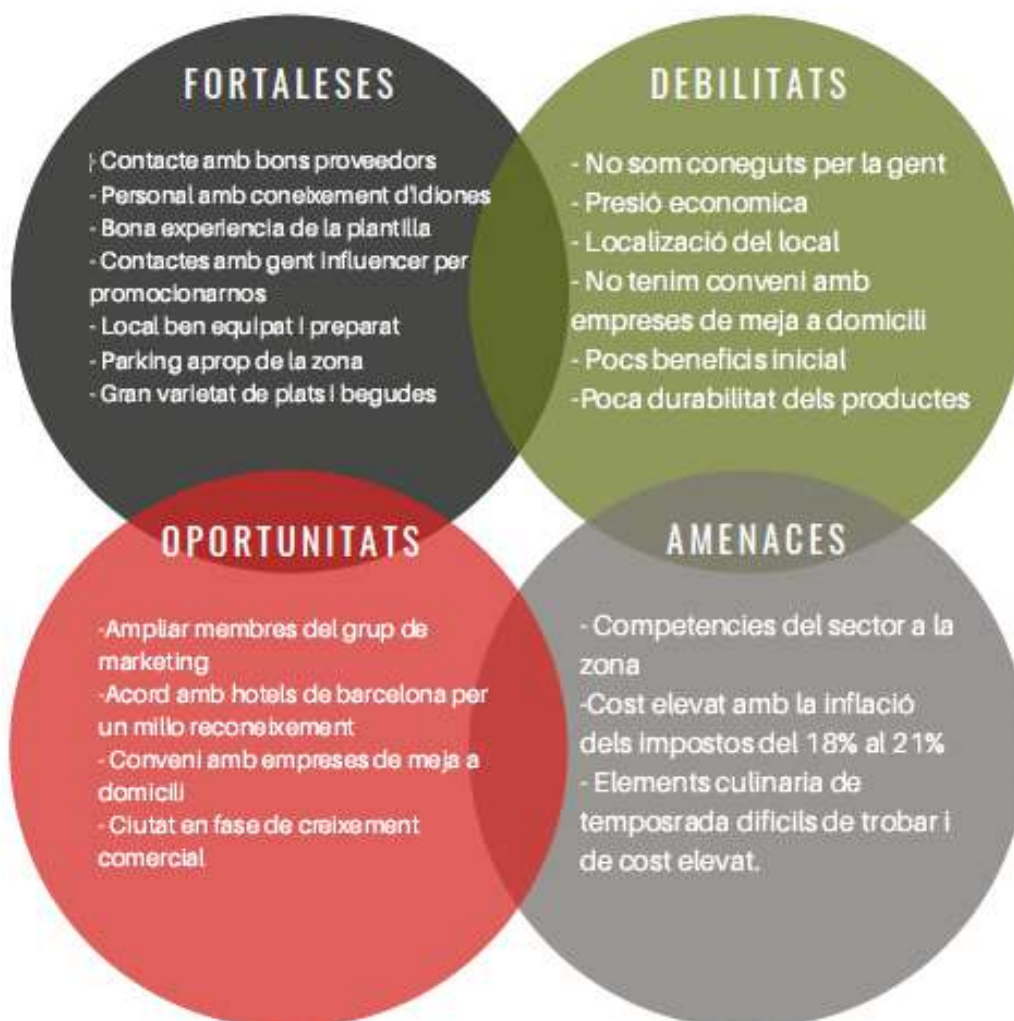 FORTALESES
- Contacte amb bons proveedors
- Personal amb coneixement d'idiones
- Bona experiencia de la plantilla
- Contactes amb gent influencer per
promocionarnos
- Local ben equipat i preparat
- Parking aprop de la zona
- Gran varietat de plats i begudes
DEBILITATS
- No som coneguts per la gent
- Presió economica
- Localizació del local
- No tenim conveni amb
empreses de meja a domicili
- Pocs beneficis inicial
-Poca durabilitat dels productes
OPORTUNITATS
-Ampliar membres del grup de
marketing
-Acord amb hotels de barcelona per
un millo reconeixement
- Conveni amb empreses de meja a
domicili
- Ciutat en fase de creixement
comercial
AMENACES
- Competencies del sector a la
zona
-Cost elevat amb la inflació
dels impostos del 18% al 21%
- Elements culinaria de
temposrada dificils de trobar i
de cost elevat.